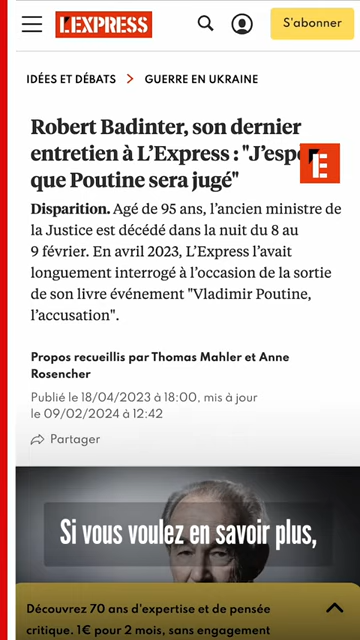 L'EXPRESS
S'abonner
IDÉES ET DÉBATS > GUERRE EN UKRAINE
Robert Badinter, son dernier
entretien à L'Express : "J'espè
E
que Poutine sera jugé"
Disparition. Agé de 95 ans, l'ancien ministre de
la Justice est décédé dans la nuit du 8 au
9 février. En avril 2023, L'Express l'avait
longuement interrogé à l'occasion de la sortie
de son livre événement "Vladimir Poutine,
l'accusation".
Propos recueillis par Thomas Mahler et Anne
Rosencher
Publié le 18/04/2023 à 18:00, mis à jour
le 09/02/2024 à 12:42
Partager
Si vous voulez en savoir plus,
Découvrez 70 ans d'expertise et de pensée
critique. 1€ pour 2 mois, sans engagement